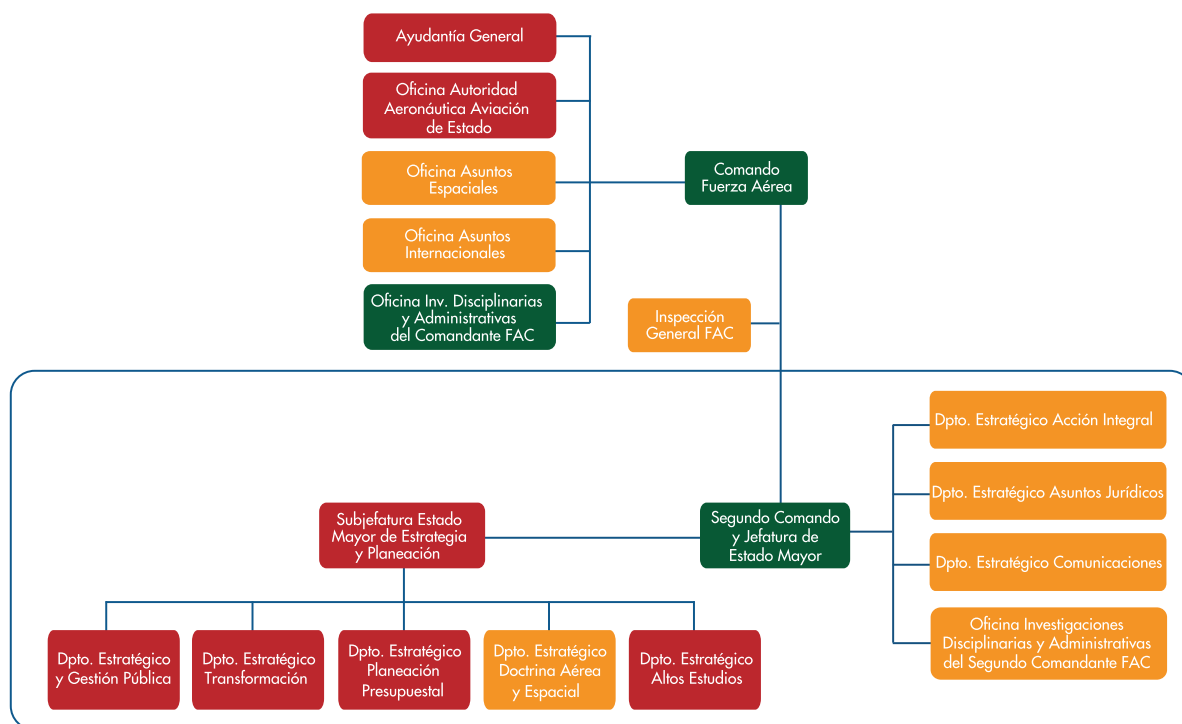 Ayudantía General
Oficina Autoridad
Aeronáutica Aviación
de Estado
Oficina Asuntos
Espaciales
Oficina Asuntos
Internacionales
Oficina Inv. Disciplinarias
y Administrativas
del Comandante FAC
Comando
Fuerza Aérea
Inspección
General FAC
Dpto. Estratégico Acción Integral
Dpto. Estratégico Asuntos Jurídicos
Dpto. Estratégico Comunicaciones
Oficina Investigaciones
Disciplinarias y Administrativas
del Segundo Comandante FAC
Segundo Comando
y Jefatura de
Estado Mayor
Subjefatura Estado
Mayor de Estrategia
y Planeación
Dpto. Estratégico
y Gestión Pública
Dpto. Estratégico
Transformación
Dpto. Estratégico
Planeación
Presupuestal
Dpto. Estratégico
Doctrina Aérea
y Espacial
Dpto. Estratégico
Altos Estudios